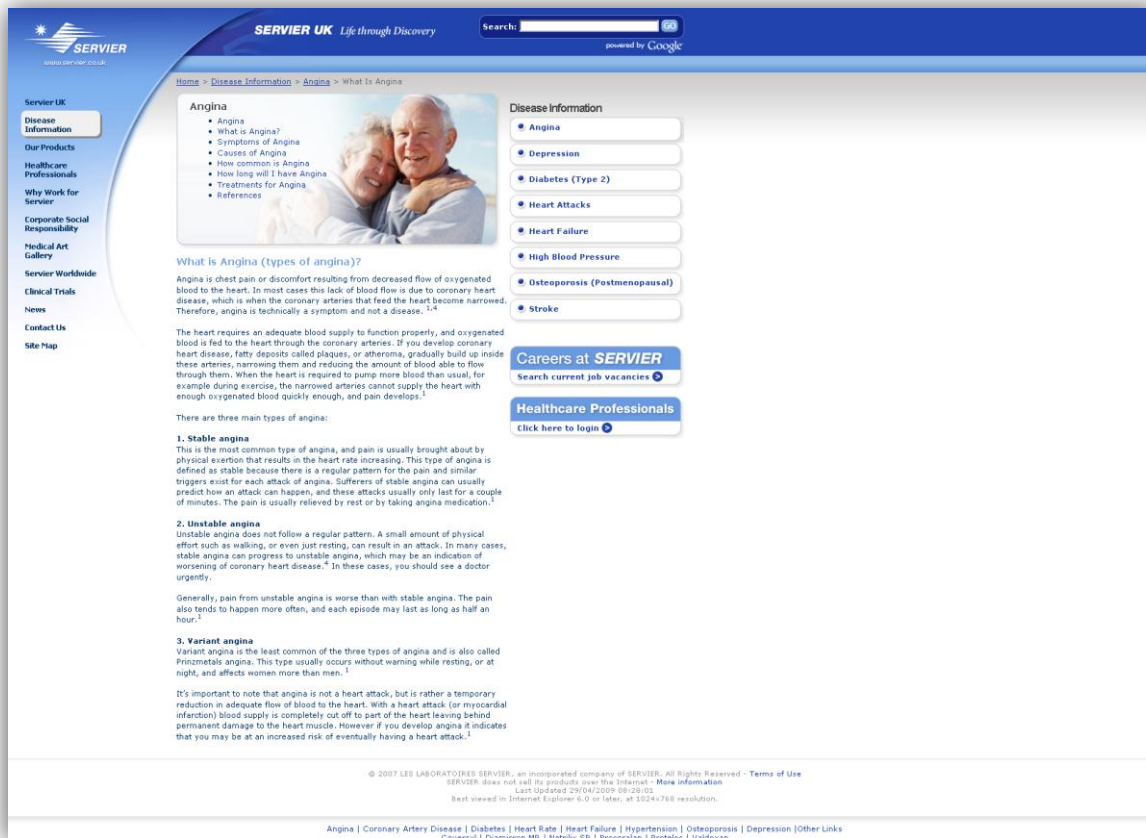 SERVIER
www.servier.co.uk
SERVIER UK Life through Discovery
Search:
GO
powered by Google
Home > Disease Information > Angina > What Is Angina
Servier UK
Disease
Information
Our Products
Healthcare
Professionals
Why Work for
Servier
Corporate Social
Responsibility
Medical Art
Gallery
Servier Worldwide
Clinical Trials
News
Contact Us
Site Map
Angina
• Angina
• What is Angina?
• Symptoms of Angina
• Causes of Angina
• How common is Angina
• How long will I have Angina
• Treatments for Angina
• References
What is Angina (types of angina)?
Angina is chest pain or discomfort resulting from decreased flow of oxygenated
blood to the heart. In most cases this lack of blood flow is due to coronary heart
disease, which is when the coronary arteries that feed the heart become narrowed.
Therefore, angina is technically a symptom and not a disease. 1,4
The heart requires an adequate blood supply to function properly, and oxygenated
blood is fed to the heart through the coronary arteries. If you develop coronary
heart disease, fatty deposits called plaques, or atheroma, gradually build up inside
these arteries, narrowing them and reducing the amount of blood able to flow
through them. When the heart is required to pump more blood than usual, for
example during exercise, the narrowed arteries cannot supply the heart with
enough oxygenated blood quickly enough, and pain develops.1
There are three main types of angina:
1. Stable angina
This is the most common type of angina, and pain is usually brought about by
physical exertion that results in the heart rate increasing. This type of angina is
defined as stable because there is a regular pattern for the pain and similar
triggers exist for each attack of angina. Sufferers of stable angina can usually
predict how an attack can happen, and these attacks usually only last for a couple
of minutes. The pain is usually relieved by rest or by taking angina medication.1
2. Unstable angina
Unstable angina does not follow a regular pattern. A small amount of physical
effort such as walking, or even just resting, can result in an attack. In many cases,
stable angina can progress to unstable angina, which may be an indication of
worsening of coronary heart disease.4 In these cases, you should see a doctor
urgently.
Generally, pain from unstable angina is worse than with stable angina. The pain
also tends to happen more often, and each episode may last as long as half an
hour.1
3. Variant angina
Variant angina is the least common of the three types of angina and is also called
Prinzmetals angina. This type usually occurs without warning while resting, or at
night, and affects women more than men. 1
It's important to note that angina is not a heart attack, but is rather a temporary
reduction in adequate flow of blood to the heart. With a heart attack (or myocardial
infarction) blood supply is completely cut off to part of the heart leaving behind
permanent damage to the heart muscle. However if you develop angina it indicates
that you may be at an increased risk of eventually having a heart attack.1
Disease Information
Angina
Depression
Diabetes (Type 2)
Heart Attacks
Heart Failure
High Blood Pressure
Osteoporosis (Postmenopausal)
Stroke
Careers at SERVIER
Search current job vacancies
Healthcare Professionals
Click here to login
© 2007 LES LABORATOIRES SERVIER, an incorporated company of SERVIER. All Rights Reserved - Terms of Use
SERVIER does not sell its products over the Internet - More information
Last Updated 29/04/2009 08:28:01
Best viewed in Internet Explorer 6.0 or later, at 1024x768 resolution.
Angina | Coronary Artery Disease | Diabetes | Heart Rate | Heart Failure | Hypertension | Osteoporosis | Depression |Other Links
Coversyl | Diamicron MR | Natrilix SR | Procoralan | Protelos | Valdoxan